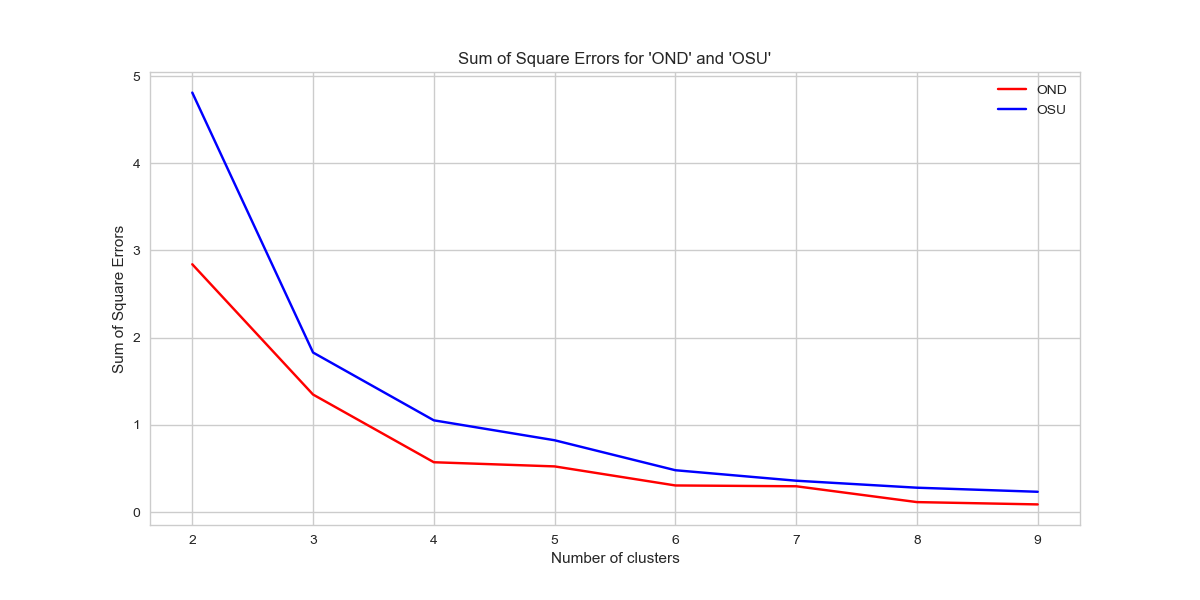 Sum of Square Errors for 'OND' and 'OSU'
OND
OSU
Sum of Square Errors
5
4
3
2
1
0
2 3 4 5 6 7 8 9
Number of clusters